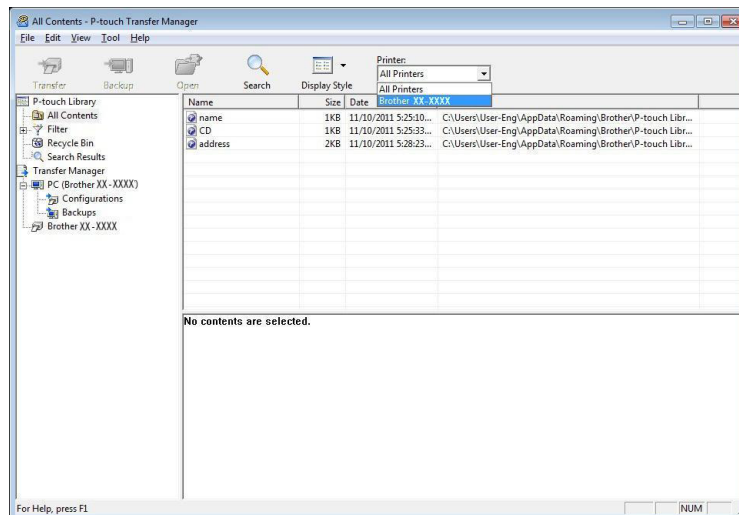 All Contents - P-touch Transfer Manager
File Edit View Tool Help
Transfer
Backup
Open
Search
Display Style
Printer:
All Printers
All Printers
Brother XX-XXXX
P-touch Library
All Contents
Filter
Recycle Bin
Search Results
Transfer Manager
PC (Brother XX-XXXX)
Configurations
Backups
Brother XX-XXXX
Name Size Date
name 1KB 11/10/2011 5:25:10... C:\Users\User-Eng\AppData\Roaming\Brother\P-touch Libr...
CD 1KB 11/10/2011 5:25:33... C:\Users\User-Eng\AppData\Roaming\Brother\P-touch Libr...
address 2KB 11/10/2011 5:28:23... C:\Users\User-Eng\AppData\Roaming\Brother\P-touch Libr...
No contents are selected.
For Help, press F1
NUM